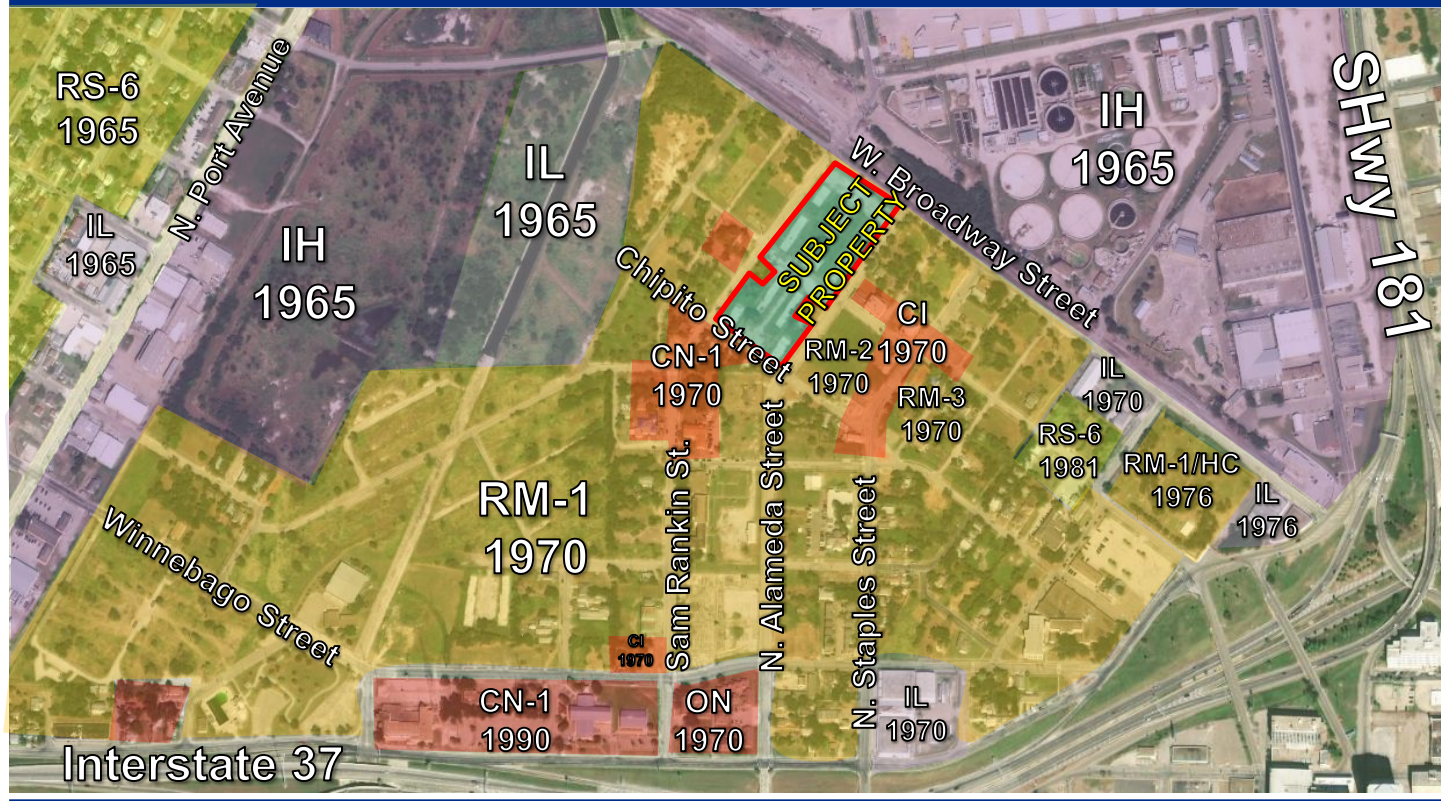 RS-6
1965
N. Port Avenue
IL
1965
IH
1965
IL
1965
W. Broadway Street
IH
1965
SHwy 181
SUBJECT
PROPERTY
Chipito Street
CN-1
1970
CI
1970
RM-2
1970
RM-3
1970
IL
1970
RS-6
1981
RM-1/HC
1976
IL
1976
RM-1
1970
Winnebago Street
Sam Rankin St.
N. Alameda Street
N. Staples Street
CI
1970
CN-1
1990
ON
1970
IL
1970
Interstate 37